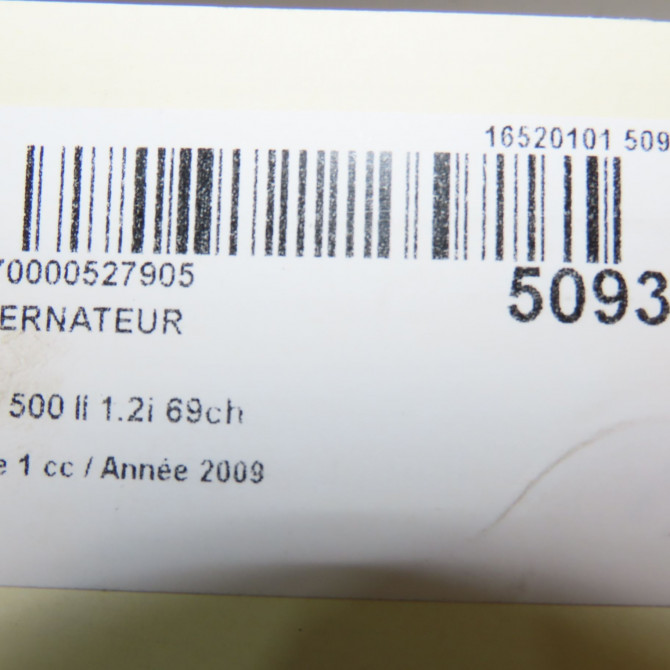 16520101 509
70000527905
5093
ERNATEUR
500 II 1.2i 69ch
e 1 cc / Année 2009